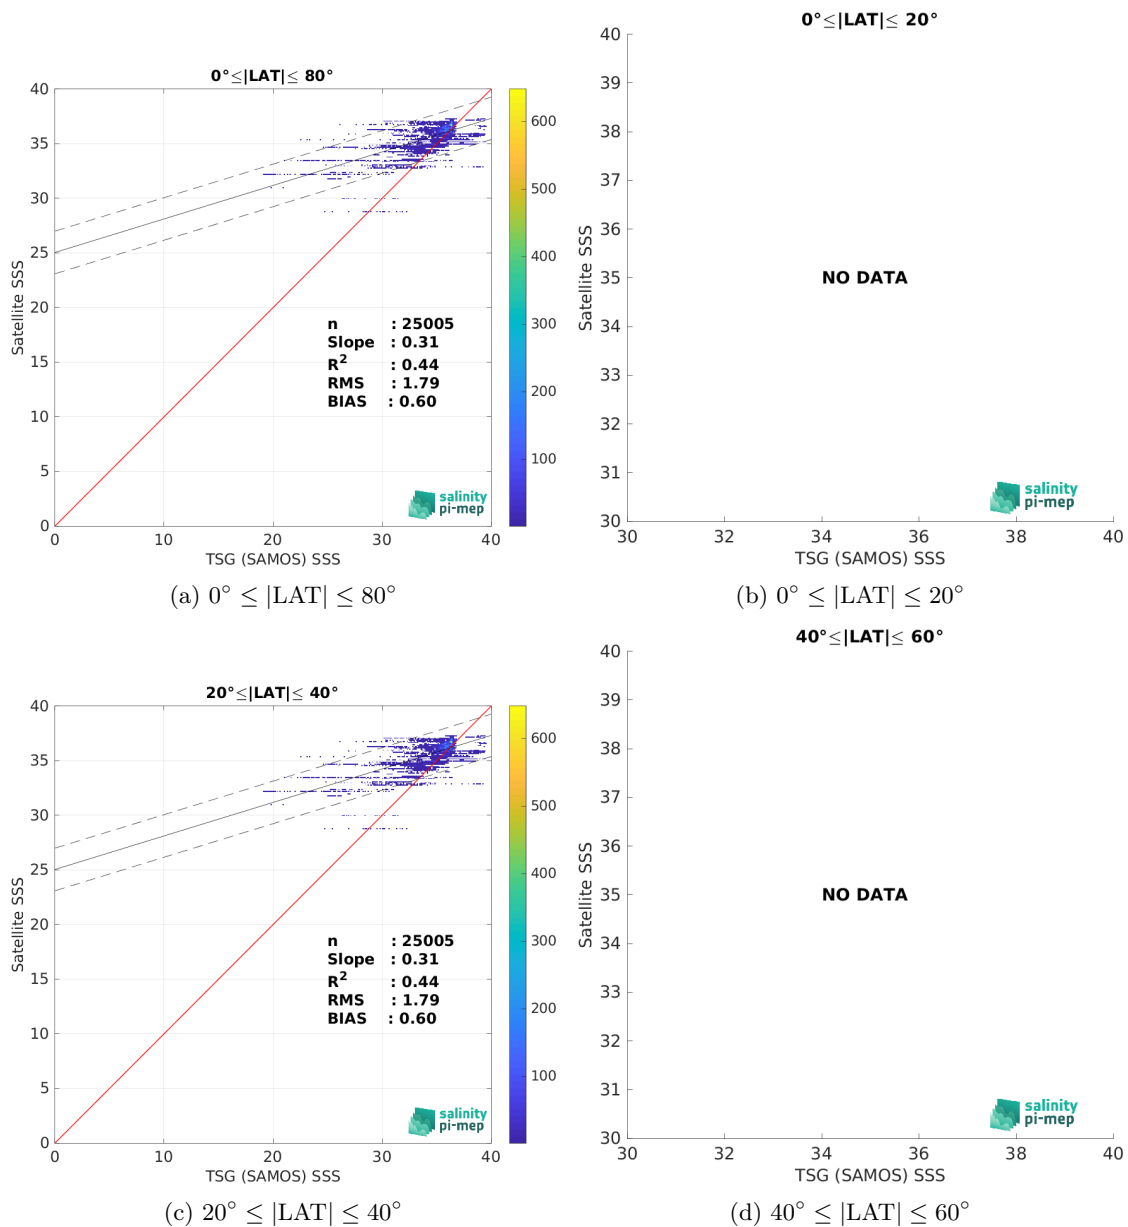 0°≤|LAT|≤ 80°
40
35
30
25
20
15
10
5
0
Satellite SSS
0
10
20
30
40
TSG (SAMOS) SSS
600
500
400
300
200
100
n : 25005
Slope : 0.31
R² : 0.44
RMS : 1.79
BIAS : 0.60
salinity
pi-mep
(a) 0° ≤ |LAT| ≤ 80°
0°≤|LAT|≤ 20°
40
39
38
37
36
35
34
33
32
31
30
Satellite SSS
NO DATA
30
32
34
36
38
40
TSG (SAMOS) SSS
salinity
pi-mep
(b) 0° ≤ |LAT| ≤ 20°
20°≤|LAT|≤ 40°
40
35
30
25
20
15
10
5
0
Satellite SSS
0
10
20
30
40
TSG (SAMOS) SSS
600
500
400
300
200
100
n : 25005
Slope : 0.31
R² : 0.44
RMS : 1.79
BIAS : 0.60
salinity
pi-mep
(c) 20° ≤ |LAT| ≤ 40°
40°≤|LAT|≤ 60°
40
39
38
37
36
35
34
33
32
31
30
Satellite SSS
NO DATA
30
32
34
36
38
40
TSG (SAMOS) SSS
salinity
pi-mep
(d) 40° ≤ |LAT| ≤ 60°